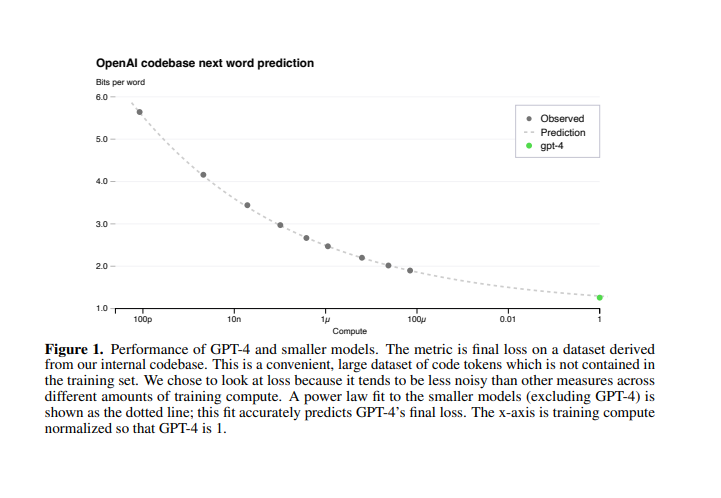 OpenAI codebase next word prediction
Bits per word
6.0
5.0
4.0
3.0
2.0
1.0
Observed
Prediction
gpt-4
100p
10n
1µ
100µ
0.01
1
Compute
Figure 1. Performance of GPT-4 and smaller models. The metric is final loss on a dataset derived
from our internal codebase. This is a convenient, large dataset of code tokens which is not contained in
the training set. We chose to look at loss because it tends to be less noisy than other measures across
different amounts of training compute. A power law fit to the smaller models (excluding GPT-4) is
shown as the dotted line; this fit accurately predicts GPT-4's final loss. The x-axis is training compute
normalized so that GPT-4 is 1.